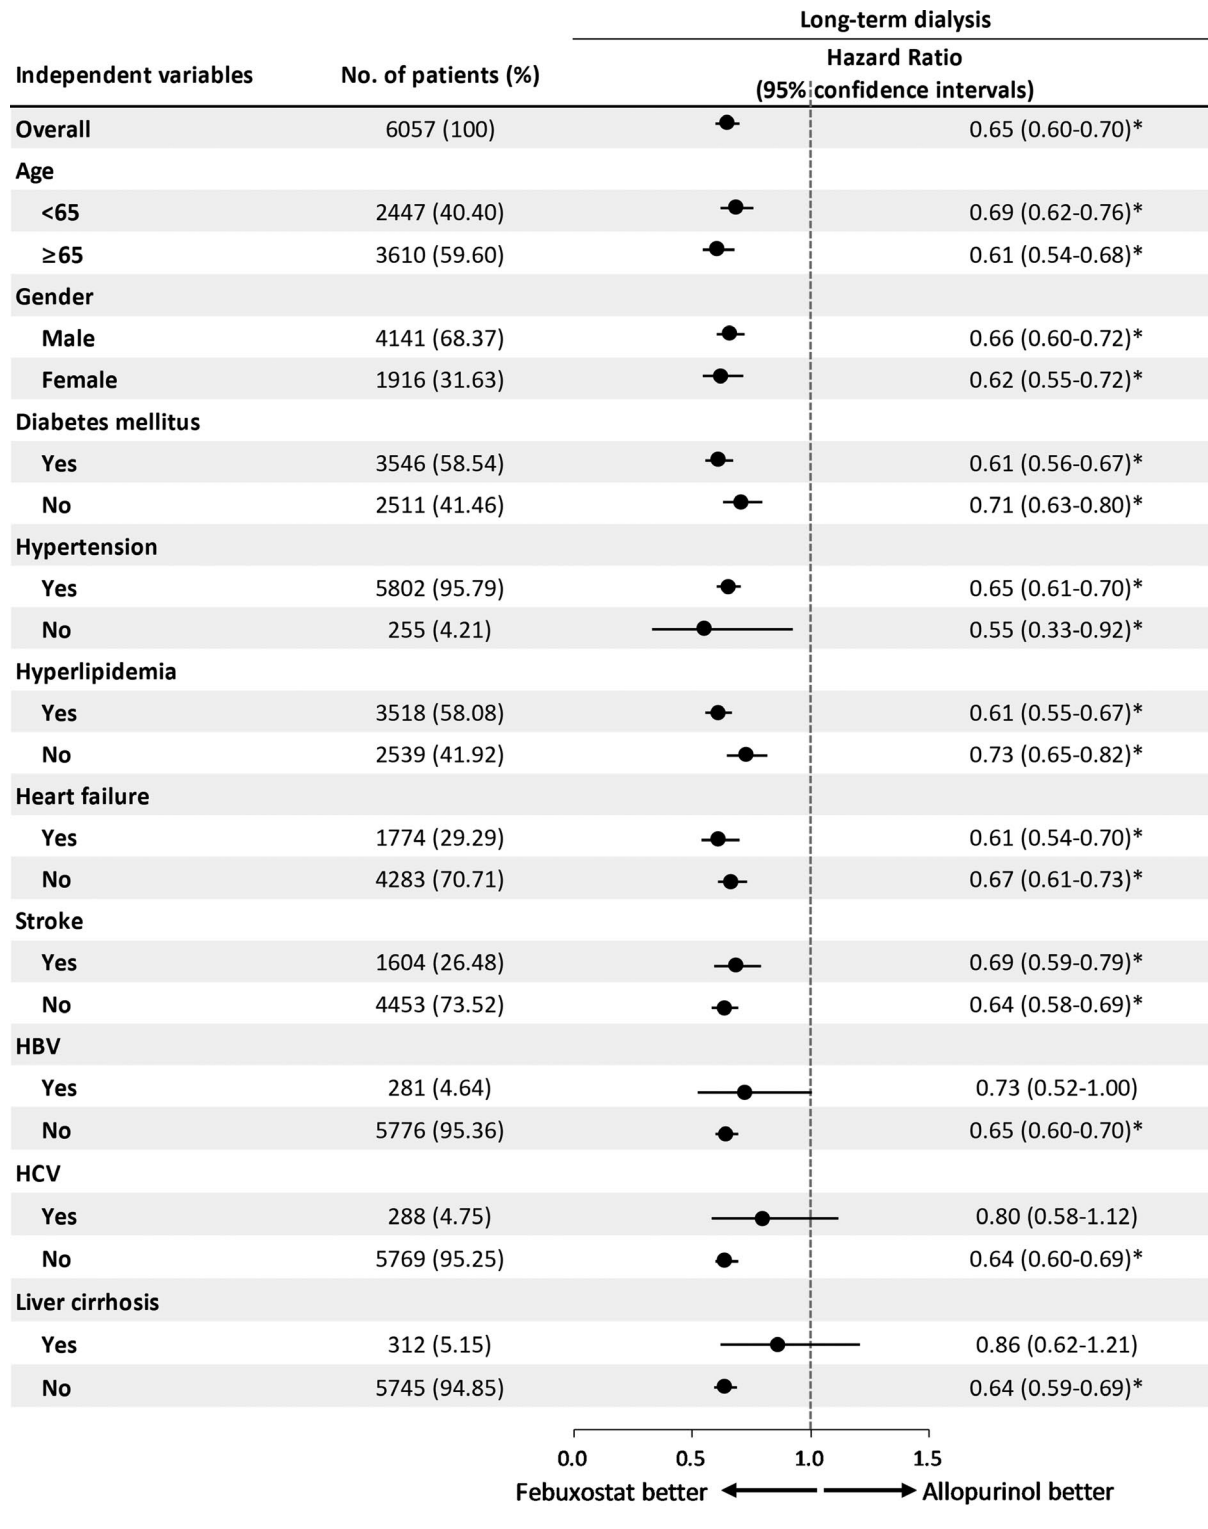 Long-term dialysis
Independent variables No. of patients (%) Hazard Ratio
(95% confidence intervals)
Overall 6057 (100) 0.65 (0.60-0.70)*
Age
<65 2447 (40.40) 0.69 (0.62-0.76)*
≥65 3610 (59.60) 0.61 (0.54-0.68)*
Gender
Male 4141 (68.37) 0.66 (0.60-0.72)*
Female 1916 (31.63) 0.62 (0.55-0.72)*
Diabetes mellitus
Yes 3546 (58.54) 0.61 (0.56-0.67)*
No 2511 (41.46) 0.71 (0.63-0.80)*
Hypertension
Yes 5802 (95.79) 0.65 (0.61-0.70)*
No 255 (4.21) 0.55 (0.33-0.92)*
Hyperlipidemia
Yes 3518 (58.08) 0.61 (0.55-0.67)*
No 2539 (41.92) 0.73 (0.65-0.82)*
Heart failure
Yes 1774 (29.29) 0.61 (0.54-0.70)*
No 4283 (70.71) 0.67 (0.61-0.73)*
Stroke
Yes 1604 (26.48) 0.69 (0.59-0.79)*
No 4453 (73.52) 0.64 (0.58-0.69)*
HBV
Yes 281 (4.64) 0.73 (0.52-1.00)
No 5776 (95.36) 0.65 (0.60-0.70)*
HCV
Yes 288 (4.75) 0.80 (0.58-1.12)
No 5769 (95.25) 0.64 (0.60-0.69)*
Liver cirrhosis
Yes 312 (5.15) 0.86 (0.62-1.21)
No 5745 (94.85) 0.64 (0.59-0.69)*
0.0 0.5 1.0 1.5
Febuxostat better Allopurinol better